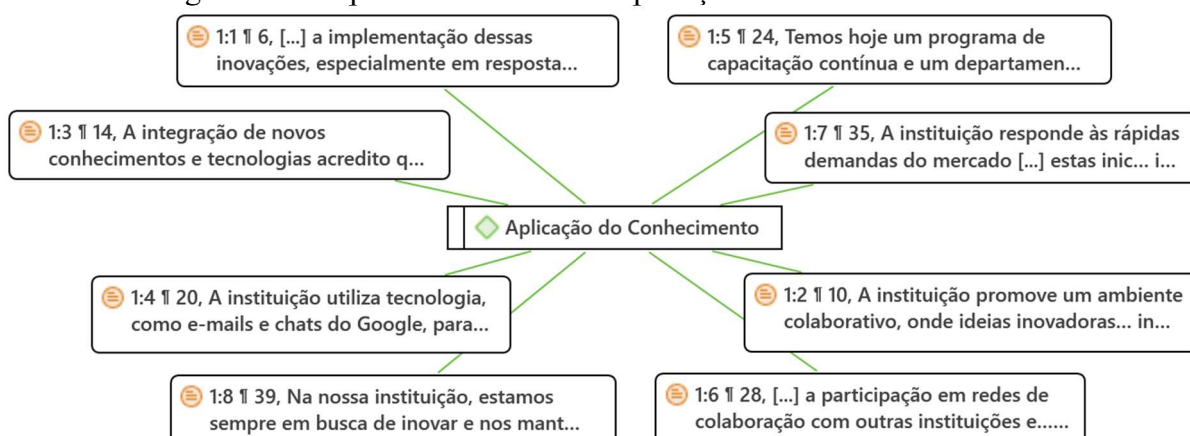 1:1 ¶ 6, [...] a implementação dessas
inovações, especialmente em resposta...
1:5 ¶ 24, Temos hoje um programa de
capacitação contínua e um departamen...
1:3 ¶ 14, A integração de novos
conhecimentos e tecnologias acredito q...
1:7 ¶ 35, A instituição responde às rápidas
demandas do mercado [...] estas inic... i...
Aplicação do Conhecimento
1:4 ¶ 20, A instituição utiliza tecnologia,
como e-mails e chats do Google, para...
1:2 ¶ 10, A instituição promove um ambiente
colaborativo, onde ideias inovadoras... in...
1:8 ¶ 39, Na nossa instituição, estamos
sempre em busca de inovar e nos mant...
1:6 ¶ 28, [...] a participação em redes de
colaboração com outras instituições e......